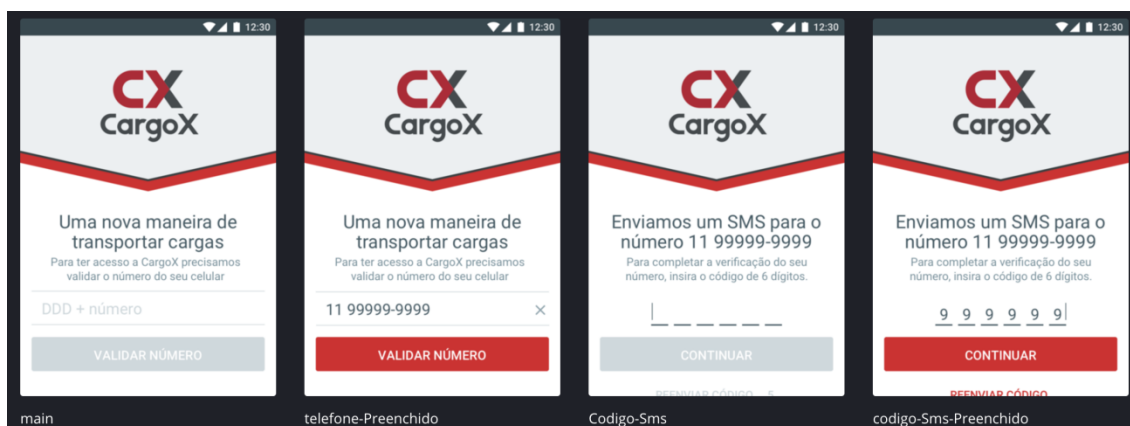 12:30
CX
CargoX
Uma nova maneira de
transportar cargas
Para ter acesso a CargoX precisamos
validar o número do seu celular
DDD + número
VALIDAR NÚMERO
main
12:30
CX
CargoX
Uma nova maneira de
transportar cargas
Para ter acesso a CargoX precisamos
validar o número do seu celular
11 99999-9999
VALIDAR NÚMERO
telefone-Preenchido
12:30
CX
CargoX
Enviamos um SMS para o
número 11 99999-9999
Para completar a verificação do seu
número, insira o código de 6 dígitos.
CONTINUAR
REENVIAR CÓDIGO 5
Codigo-Sms
12:30
CX
CargoX
Enviamos um SMS para o
número 11 99999-9999
Para completar a verificação do seu
número, insira o código de 6 dígitos.
9 9 9 9 9 9
CONTINUAR
REENVIAR CÓDIGO
codigo-Sms-Preenchido